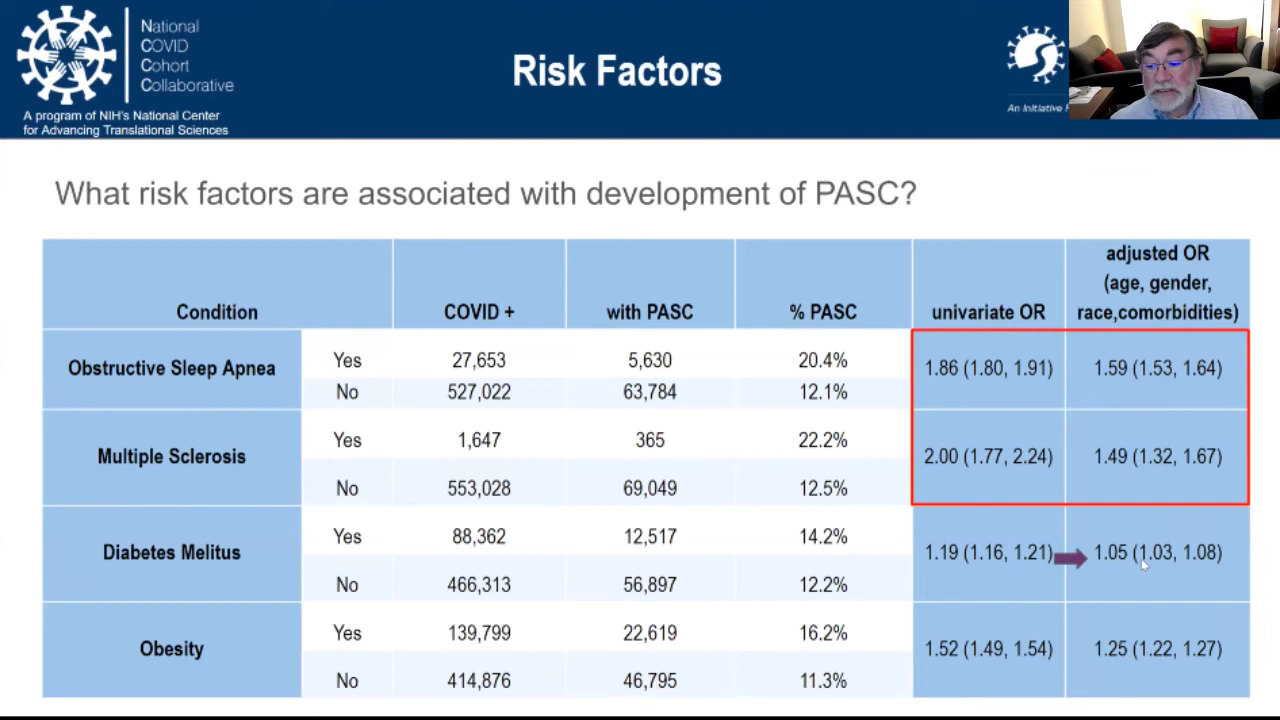 National
COVID
Cohort
Collaborative
A program of NIH's National Center
for Advancing Translational Sciences
Risk Factors
An Initiative
What risk factors are associated with development of PASC?
Condition COVID + with PASC % PASC univariate OR adjusted OR
(age, gender,
race,comorbidities)
Obstructive Sleep Apnea Yes 27,653 5,630 20.4% 1.86 (1.80, 1.91) 1.59 (1.53, 1.64)
No 527,022 63,784 12.1%
Multiple Sclerosis Yes 1,647 365 22.2% 2.00 (1.77, 2.24) 1.49 (1.32, 1.67)
No 553,028 69,049 12.5%
Diabetes Melitus Yes 88,362 12,517 14.2% 1.19 (1.16, 1.21) 1.05 (1.03, 1.08)
No 466,313 56,897 12.2%
Obesity Yes 139,799 22,619 16.2% 1.52 (1.49, 1.54) 1.25 (1.22, 1.27)
No 414,876 46,795 11.3%